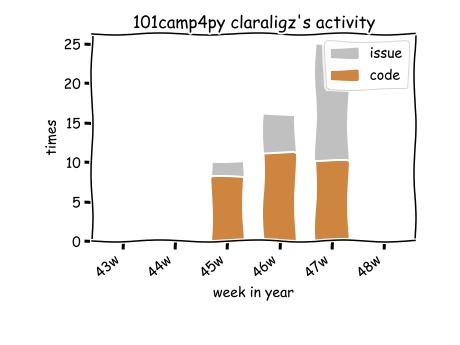 101camp4py claraligz's activity
issue
code
25
20
15
10
5
0
times
43w 44w 45w 46w 47w 48w
week in year